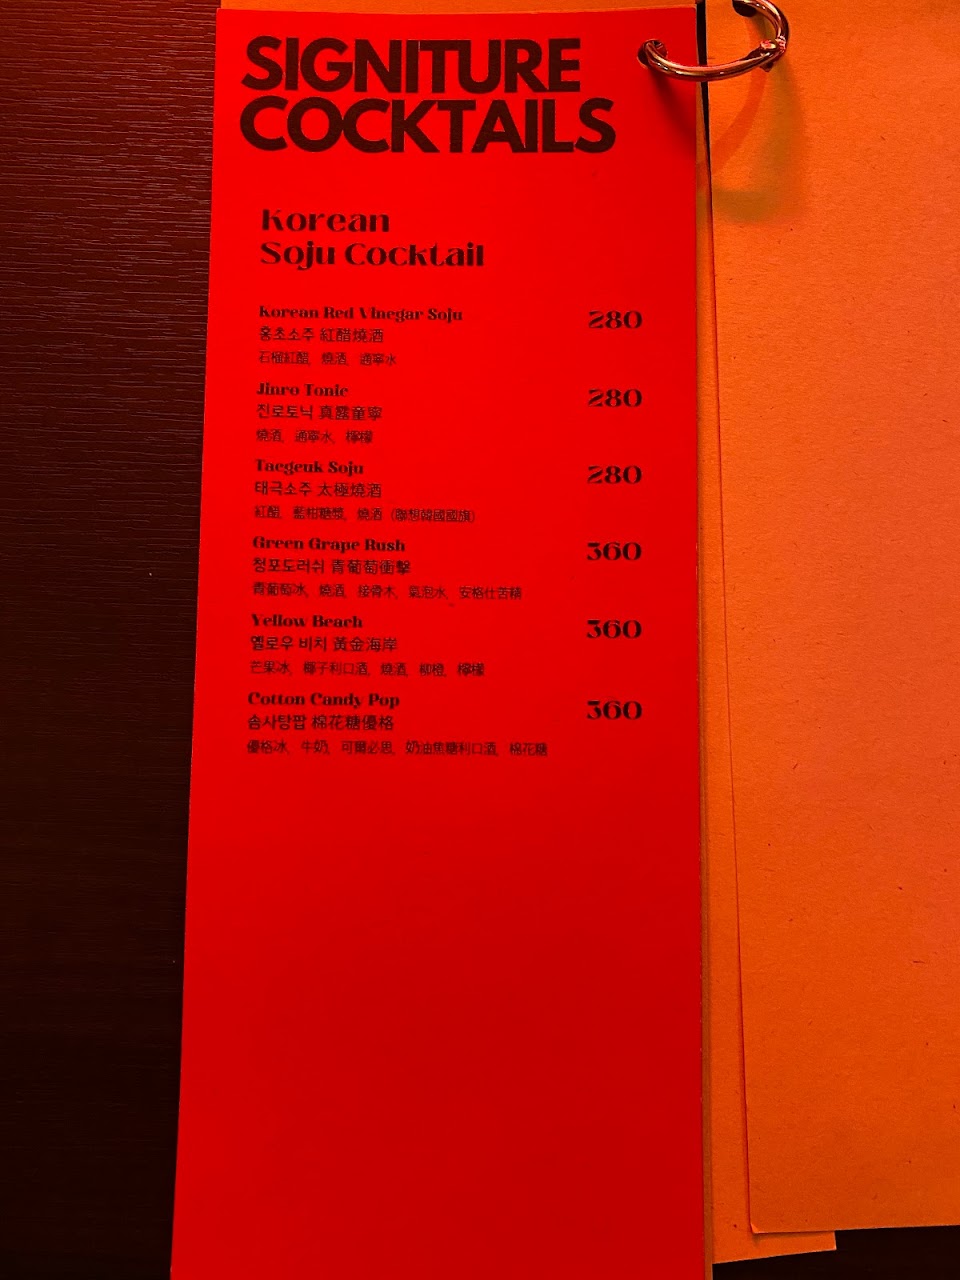 SIGNITURE
COCKTAILS
Korean
Soju Cocktail
Korean Red Vinegar Soju 280
홍초소주 紅醋燒酒
石榴紅醋、燒酒、通寧水
Jinro Tonic 280
진로토닉 真露童寧
燒酒、通寧水、檸檬
Taegeuk Soju 280
태극소주 太極燒酒
紅醋、藍柑糖漿、燒酒（聯想韓國國旗）
Green Grape Rush 360
청포도러쉬 青葡萄衝擊
青葡萄冰、燒酒、接骨木、氣泡水、安格仕苦精
Yellow Beach 360
옐로우 비치 黃金海岸
芒果冰、椰子利口酒、燒酒、柳橙、檸檬
Cotton Candy Pop 360
솜사탕팝 棉花糖優格
優格冰、牛奶、可爾必思、奶油焦糖利口酒、棉花糖